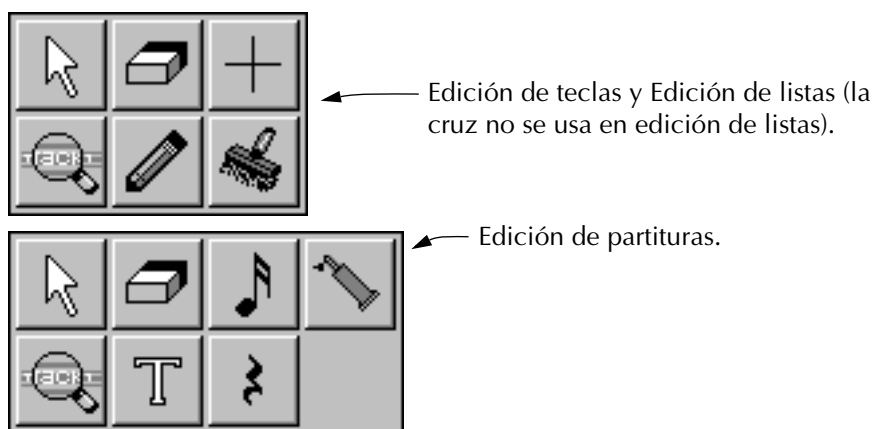 Edición de teclas y Edición de listas (la
cruz no se usa en edición de listas).
Edición de partituras.
T